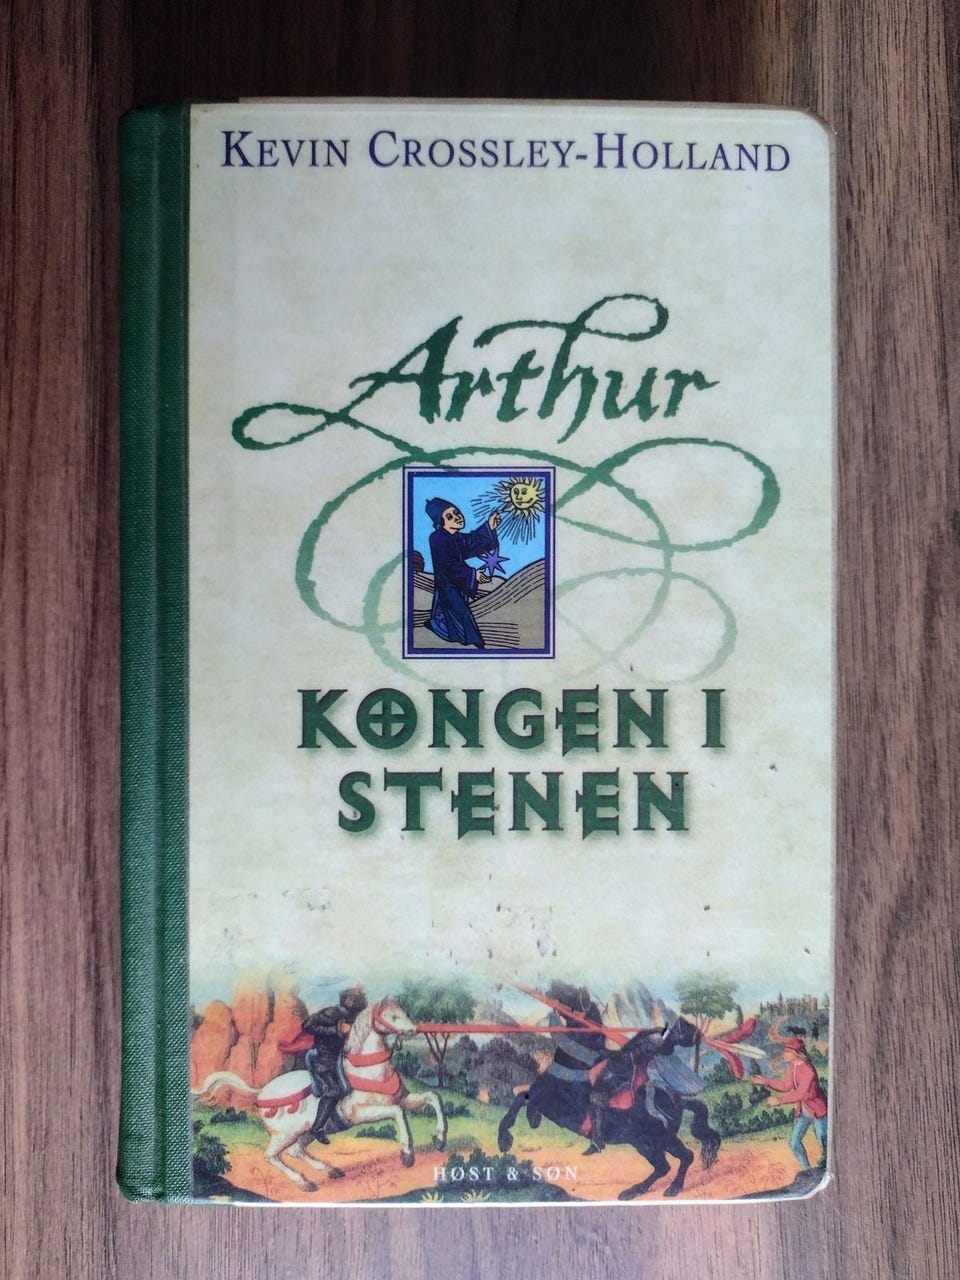 KEVIN CROSSLEY-HOLLAND
Arthur
KONGEN I
STENEN
HØST & SØN